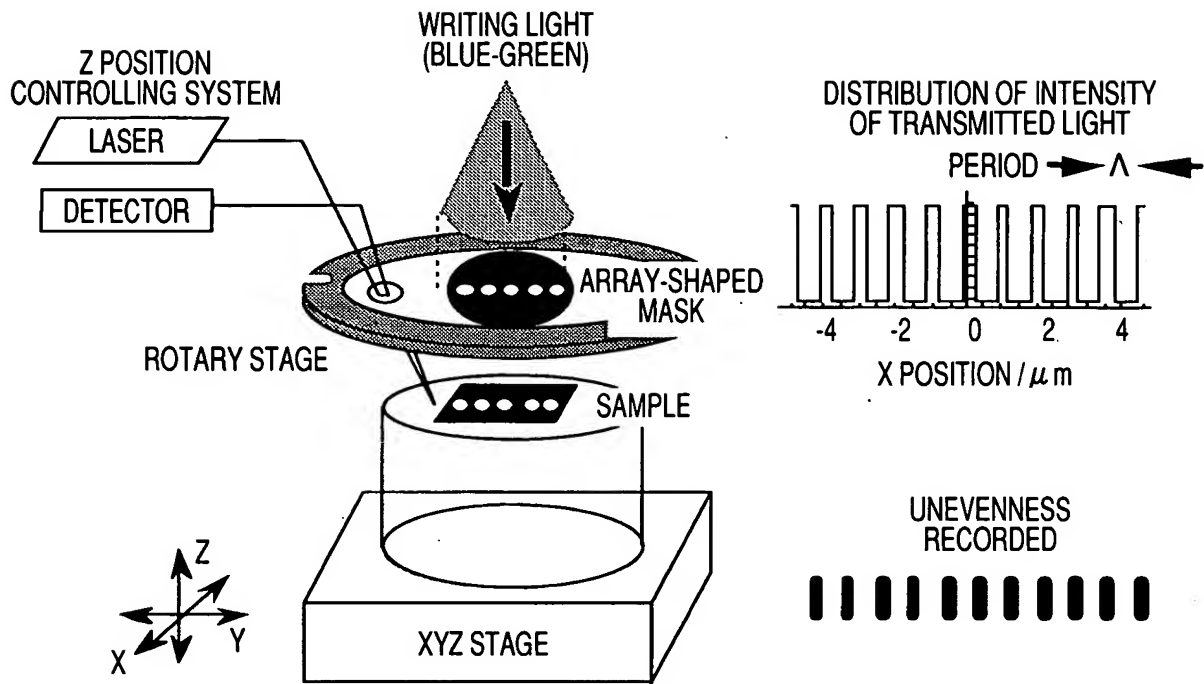 WRITING LIGHT
(BLUE-GREEN)
Z POSITION
CONTROLLING SYSTEM
LASER
DETECTOR
ARRAY-SHAPED
MASK
ROTARY STAGE
SAMPLE
XYZ STAGE
Z
X
Y
DISTRIBUTION OF INTENSITY
OF TRANSMITTED LIGHT
PERIOD Λ
-4 -2 0 2 4
X POSITION / μm
UNEVENNESS
RECORDED